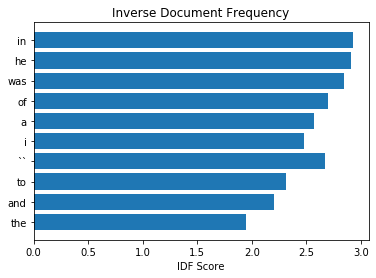 Inverse Document Frequency
in
he
was
of
a
i
``
to
and
the
0.0 0.5 1.0 1.5 2.0 2.5 3.0
IDF Score